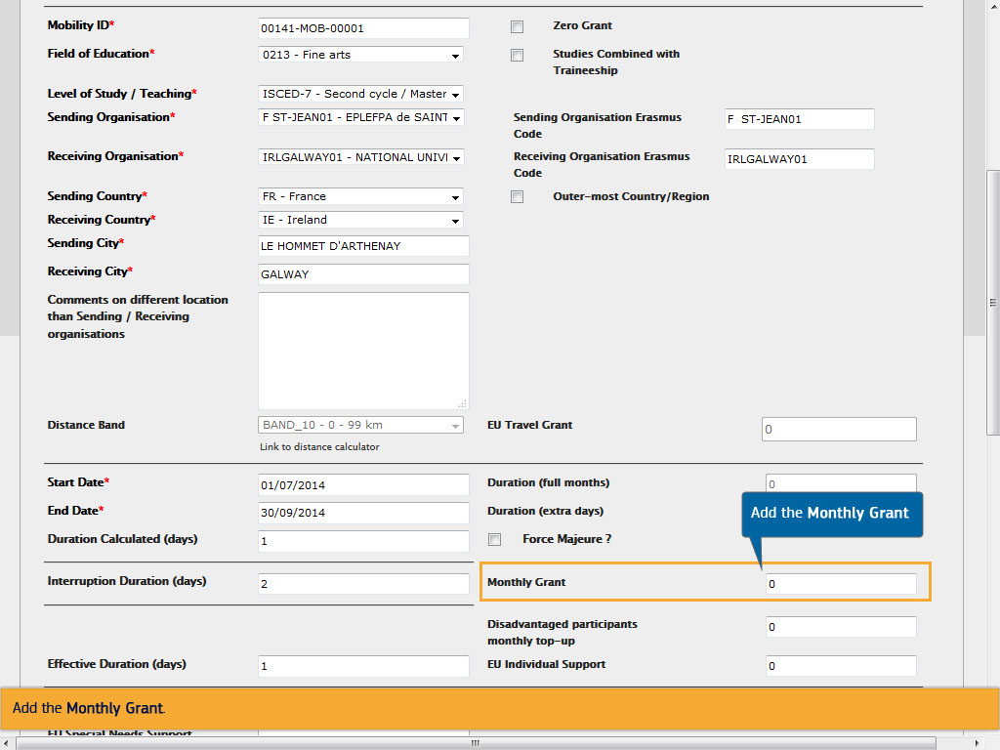 Mobility ID* 00141-MOB-00001 Zero Grant
Field of Education* 0213 - Fine arts Studies Combined with
Traineeship
Level of Study / Teaching* ISCED-7 - Second cycle / Master
Sending Organisation* F ST-JEAN01 - EPLEFPA de SAINT Sending Organisation Erasmus F ST-JEAN01
Code
Receiving Organisation* IRLGALWAY01 - NATIONAL UNIVI Receiving Organisation Erasmus IRLGALWAY01
Code
Sending Country* FR - France Outer-most Country/Region
Receiving Country* IE - Ireland
Sending City* LE HOMMET D'ARTHENAY
Receiving City* GALWAY
Comments on different location
than Sending / Receiving
organisations
Distance Band BAND_10 - 0 - 99 km EU Travel Grant 0
Link to distance calculator
Start Date* 01/07/2014 Duration (full months) 0
End Date* 30/09/2014 Duration (extra days)
Add the Monthly Grant
Duration Calculated (days) 1 Force Majeure ?
Interruption Duration (days) 2 Monthly Grant 0
Disadvantaged participants 0
monthly top-up
Effective Duration (days) 1 EU Individual Support 0
Add the Monthly Grant.
EU Special Needs Support